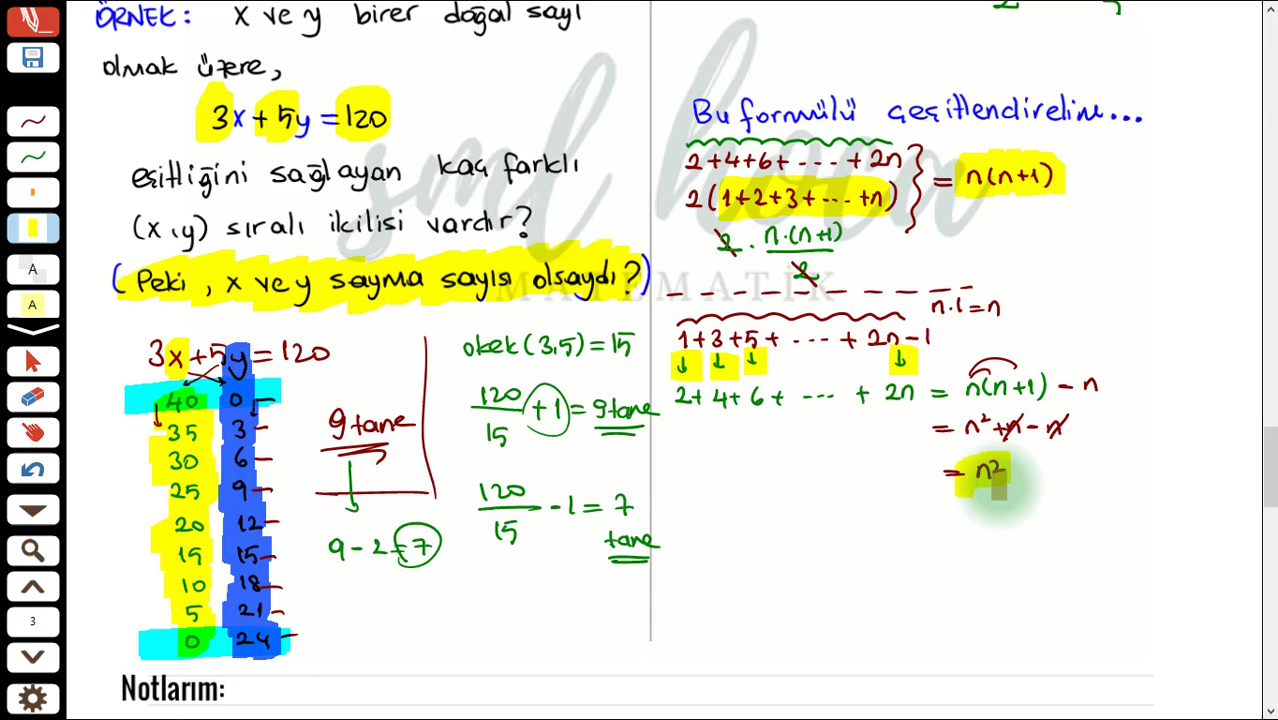 ÖRNEK: x ve y birer doğal sayı
olmak üzere,
3x + 5y = 120
eşitliğini sağlayan kaç farklı
(x,y) sıralı ikilisi vardır?
(Peki, x ve y sayma sayısı olsaydı?)
3x+5y=120
40 0
35 3
30 6
25 9
20 12
15 15
10 18
5 21
0 24
9 tane
9 - 2 = 7
okek(3,5)=15
120/15 + 1 = 9 tane
120/15 - 1 = 7 tane
Bu formülü çeşitlendirelim...
2+4+6+ ... + 2n
2(1+2+3+...+n)
= n(n+1)
2 . n.(n+1)/2
n.1=n
1+3+5+ ... + 2n-1
2+4+6+ ... + 2n = n(n+1) - n
= n²+n-n
= n²
sml hoca
MATEMATİK
A
A
3
Notlarım: